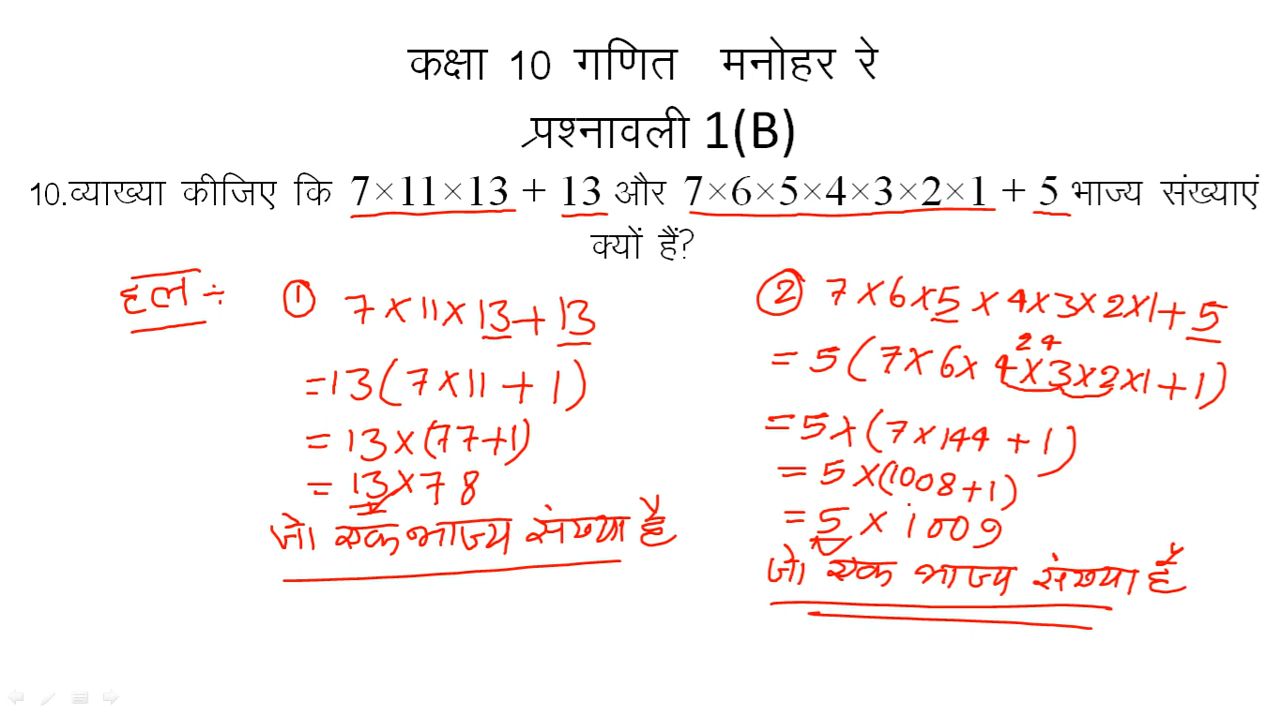 कक्षा 10 गणित मनोहर रे
प्रश्नावली 1(B)
10.व्याख्या कीजिए कि 7×11×13 + 13 और 7×6×5×4×3×2×1 + 5 भाज्य संख्याएं
क्यों हैं?
हल ÷
① 7×11×13+13
=13(7×11+1)
=13×(77+1)
=13×78
जो एक भाज्य संख्या है
② 7×6×5×4×3×2×1+5
24
=5(7×6×4×3×2×1+1)
=5×(7×144+1)
=5×(1008+1)
=5×1009
जो एक भाज्य संख्या है